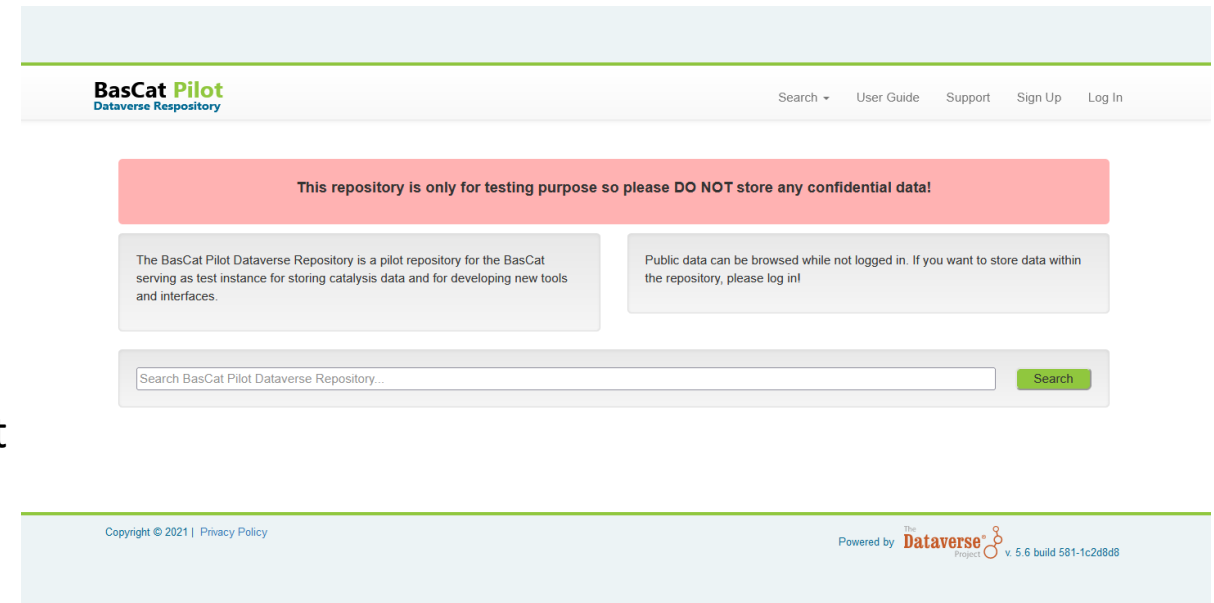 BasCat Pilot
Dataverse Respository
Search User Guide Support Sign Up Log In
This repository is only for testing purpose so please DO NOT store any confidential data!
The BasCat Pilot Dataverse Repository is a pilot repository for the BasCat
serving as test instance for storing catalysis data and for developing new tools
and interfaces.
Public data can be browsed while not logged in. If you want to store data within
the repository, please log in!
Search BasCat Pilot Dataverse Repository...
Search
t
Copyright © 2021 | Privacy Policy
Powered by The Dataverse® Project v. 5.6 build 581-1c2d8d8